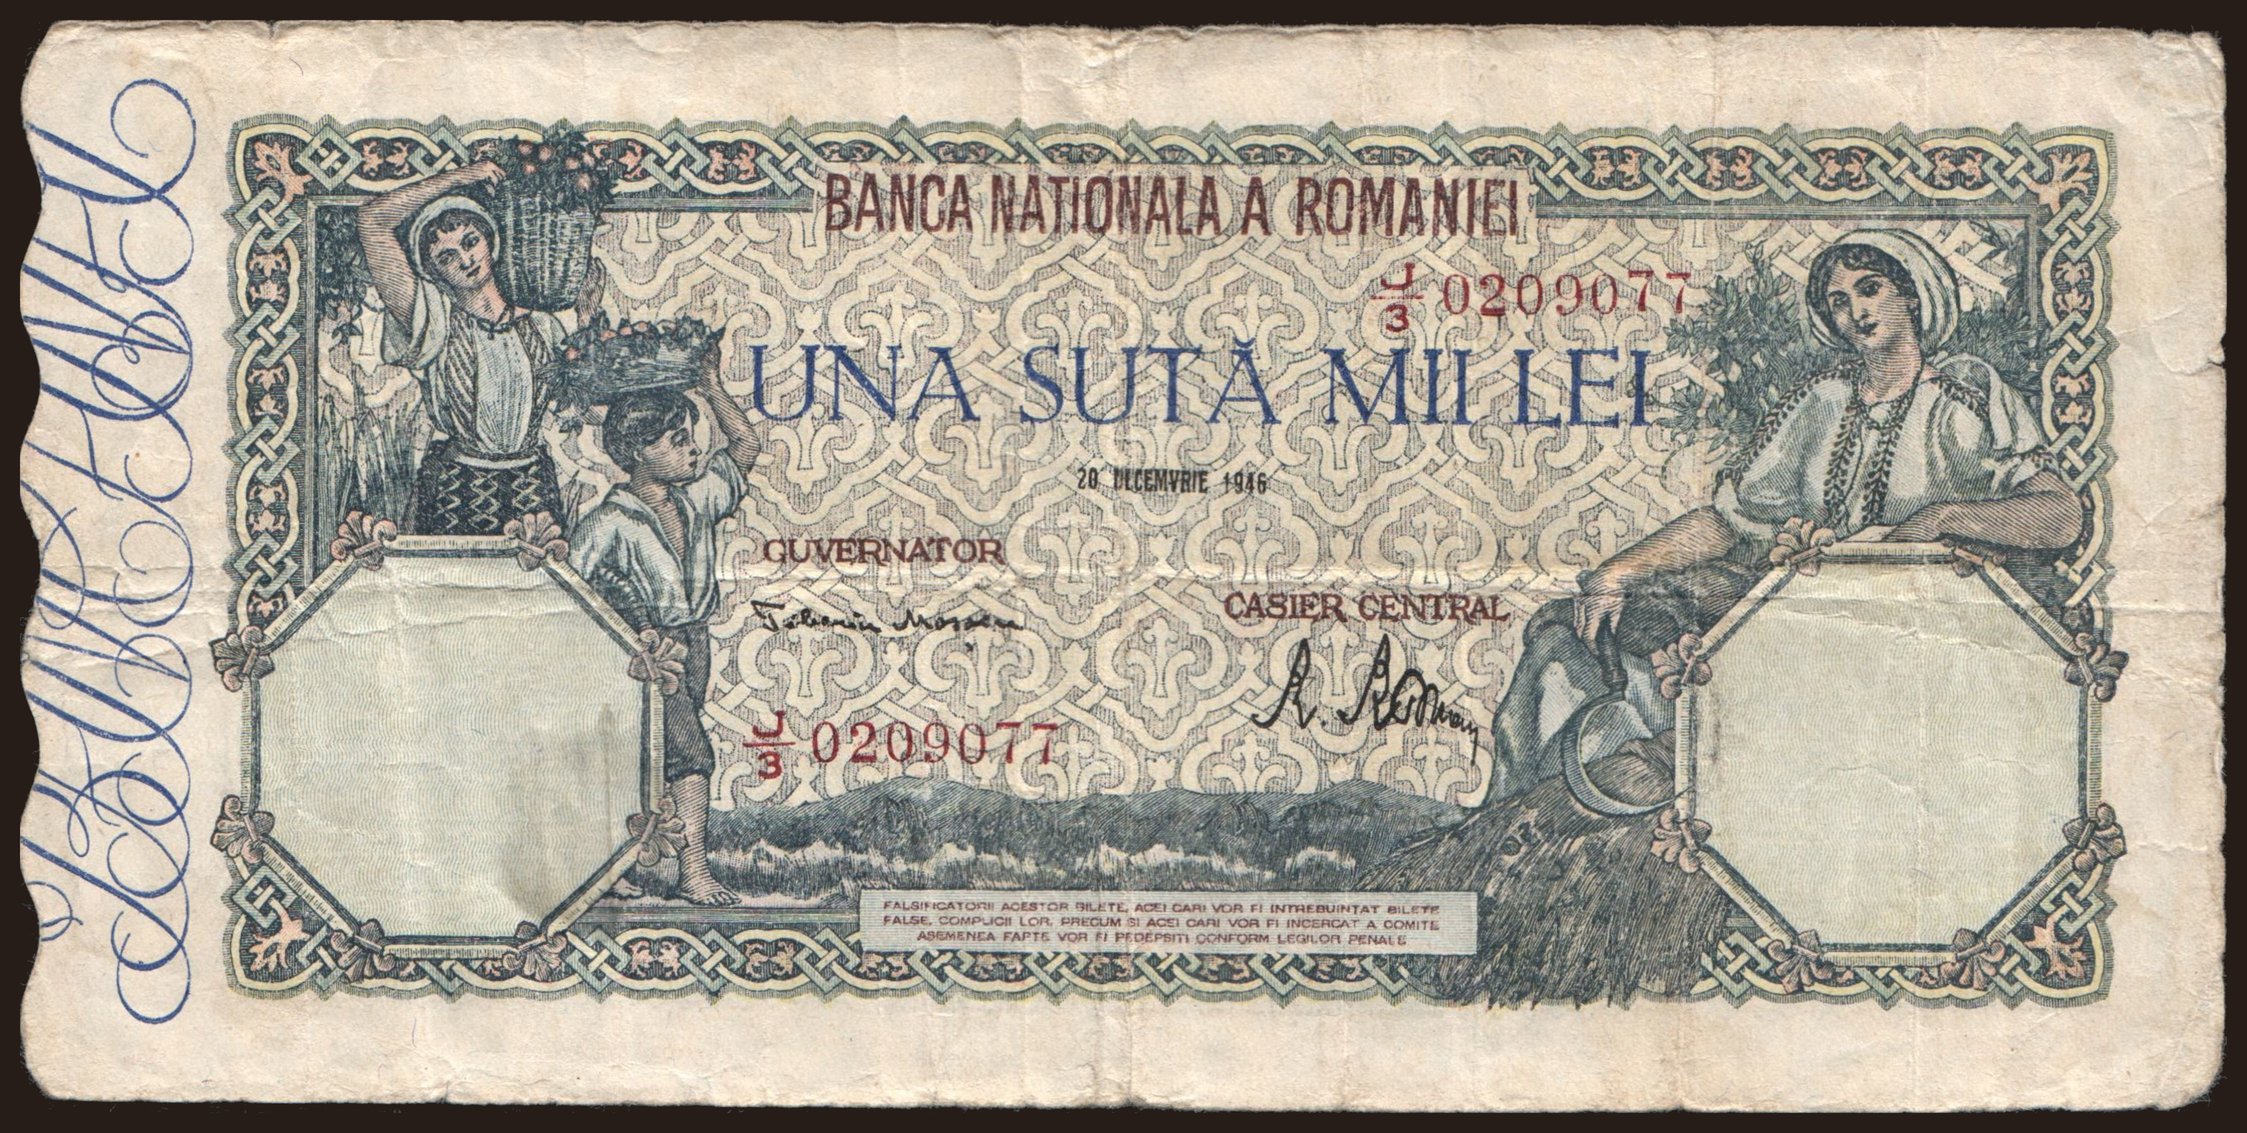 BANCA NATIONALA A ROMANIEI
J/3 0209077
UNA SUTĂ MII LEI
20 DECEMVRIE 1946
GUVERNATOR
CASIER CENTRAL
J/3 0209077
FALSIFICATORII ACESTOR BILETE, ACEI CARI VOR FI INTREBUINTAT BILETE
FALSE, COMPLICII LOR, PRECUM SI ACEI CARI VOR FI INCERCAT A COMITE
ASEMENEA FAPTE VOR FI PEDEPSITI CONFORM LEGILOR PENALE